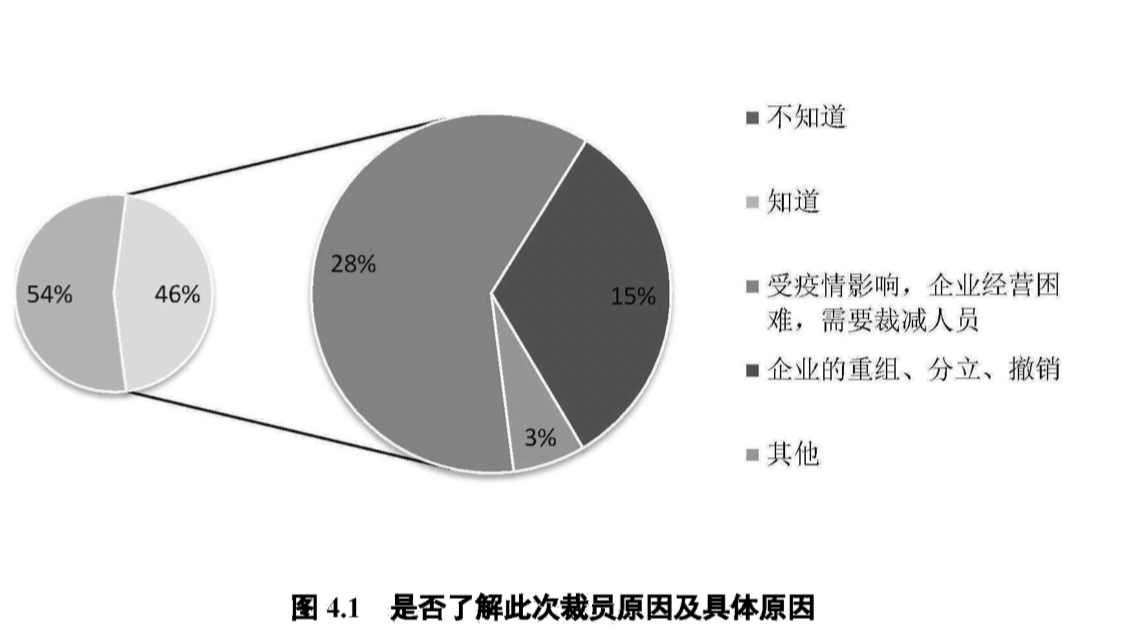 54%
46%
28%
15%
3%
不知道
知道
受疫情影响，企业经营困
难，需要裁减人员
企业的重组、分立、撤销
其他
图 4.1 是否了解此次裁员原因及具体原因